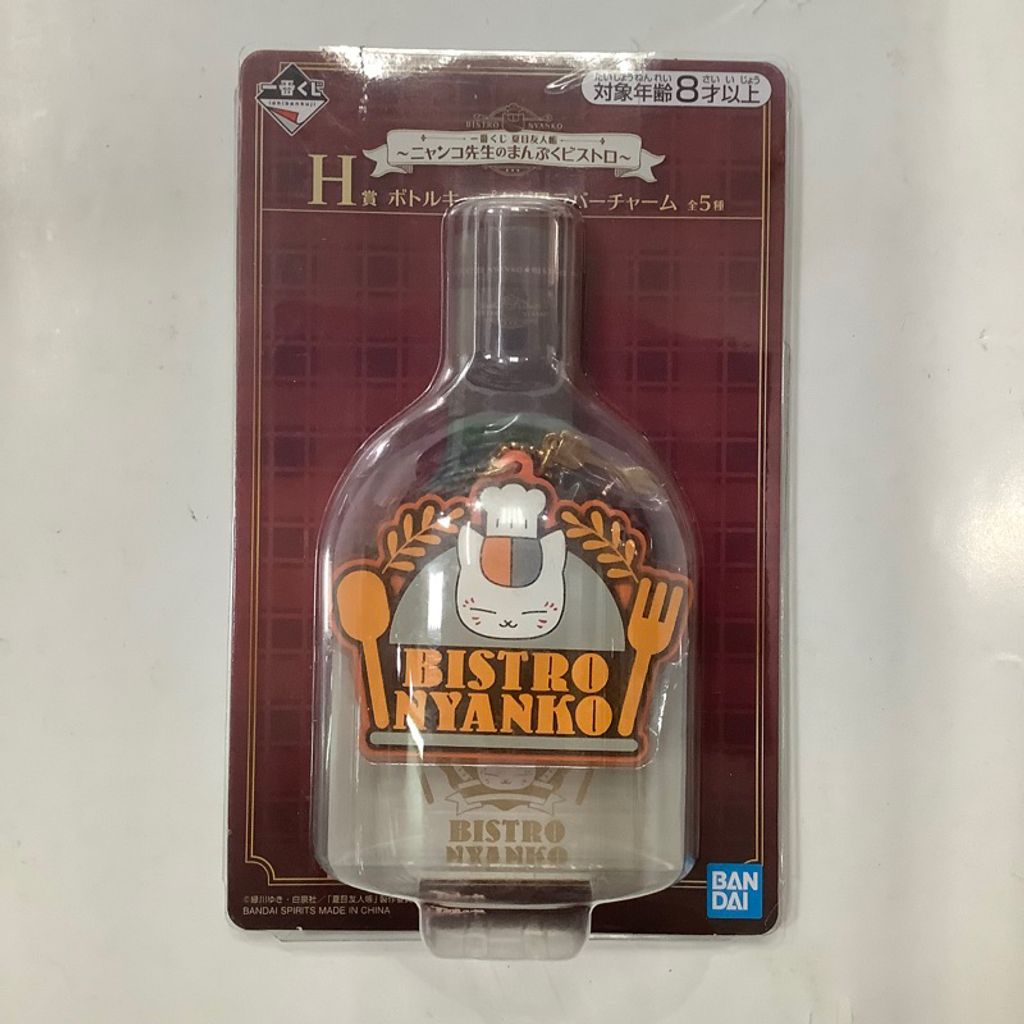 一番くじ
ichibankuji
たいしょうねんれい さい いじょう
対象年齢8才以上
BISTRO NYANKO
一番くじ 夏目友人帳
~ニャンコ先生のまんぷくビストロ~
H賞 ボトルキ ラバーチャーム 全5種
BISTRO
NYANKO
BISTRO
NYANKO
©緑川ゆき・白泉社/「夏目友人帳」製作委
BANDAI SPIRITS MADE IN CHINA
BAN
DAI